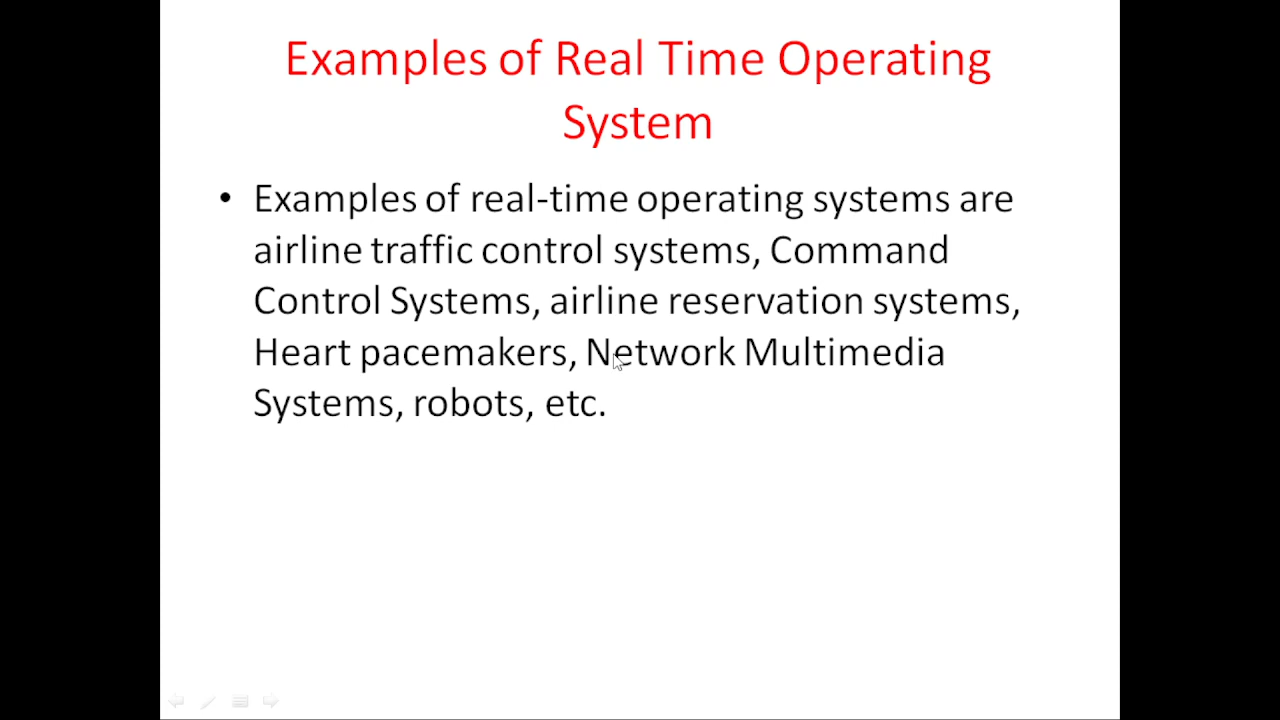 Examples of Real Time Operating
System
• Examples of real-time operating systems are
airline traffic control systems, Command
Control Systems, airline reservation systems,
Heart pacemakers, Network Multimedia
Systems, robots, etc.